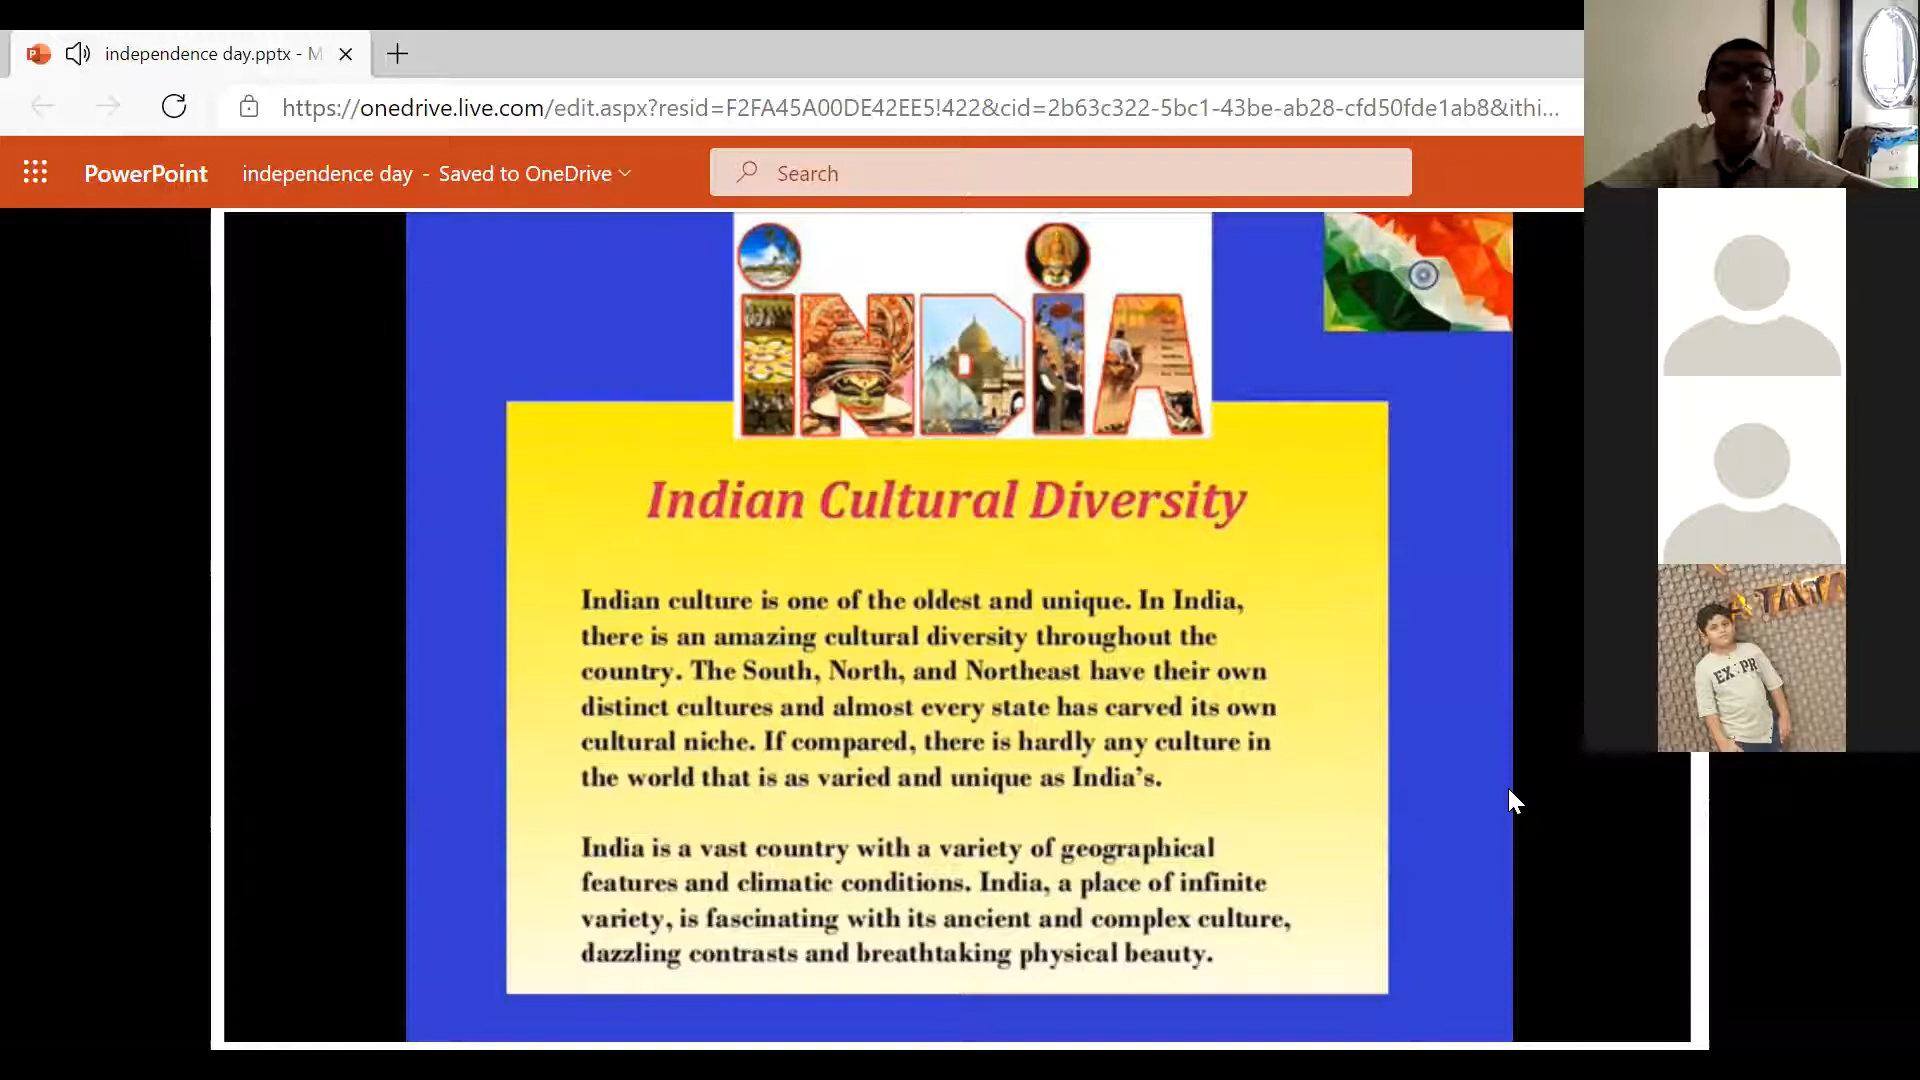 independence day.pptx - M
https://onedrive.live.com/edit.aspx?resid=F2FA45A00DE42EE5!422&cid=2b63c322-5bc1-43be-ab28-cfd50fde1ab8&ithi...
PowerPoint
independence day - Saved to OneDrive
Search
INDIA
Indian Cultural Diversity
Indian culture is one of the oldest and unique. In India,
there is an amazing cultural diversity throughout the
country. The South, North, and Northeast have their own
distinct cultures and almost every state has carved its own
cultural niche. If compared, there is hardly any culture in
the world that is as varied and unique as India's.
India is a vast country with a variety of geographical
features and climatic conditions. India, a place of infinite
variety, is fascinating with its ancient and complex culture,
dazzling contrasts and breathtaking physical beauty.
TATA
EX PR